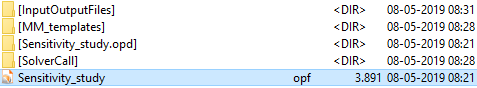 [InputOutputFiles] <DIR> 08-05-2019 08:31
[MM_templates] <DIR> 08-05-2019 08:28
[Sensitivity_study.opd] <DIR> 08-05-2019 08:21
[SolverCall] <DIR> 08-05-2019 08:28
Sensitivity_study opf 3.891 08-05-2019 08:21